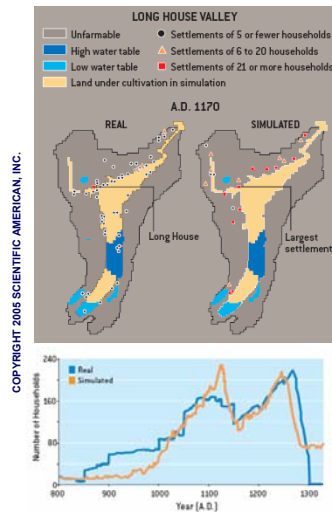 LONG HOUSE VALLEY
Unfarmable
High water table
Low water table
Land under cultivation in simulation
Settlements of 5 or fewer households
Settlements of 6 to 20 households
Settlements of 21 or more households
A.D. 1170
REAL
SIMULATED
Long House
Largest
settlement
COPYRIGHT 2005 SCIENTIFIC AMERICAN, INC.
Real
Simulated
Number of Households
240
160
80
0
800
900
1000
1100
1200
1300
Year [A.D.]